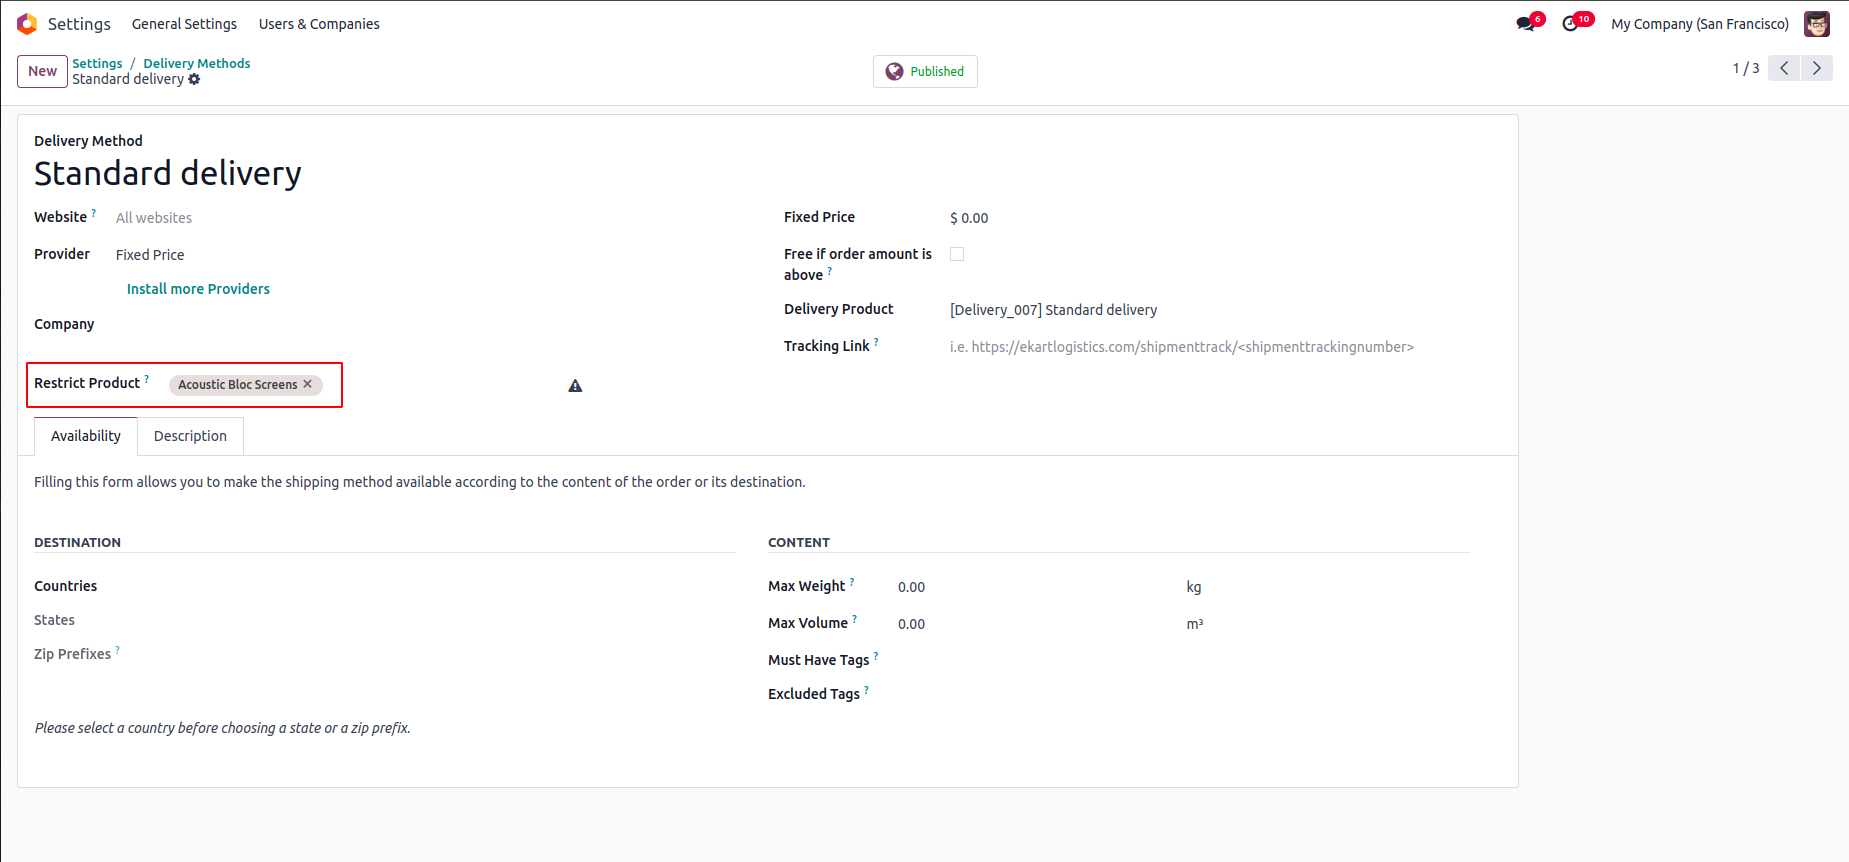 Settings General Settings Users & Companies 6 10 My Company (San Francisco)
New Settings / Delivery Methods Standard delivery Published 1 / 3
Delivery Method
Standard delivery
Website ? All websites
Provider Fixed Price
Install more Providers
Company
Restrict Product ? Acoustic Bloc Screens ✕
Fixed Price $ 0.00
Free if order amount is
above ?
Delivery Product [Delivery_007] Standard delivery
Tracking Link ? i.e. https://ekartlogistics.com/shipmenttrack/<shipmenttrackingnumber>
Availability Description
Filling this form allows you to make the shipping method available according to the content of the order or its destination.
DESTINATION
Countries
States
Zip Prefixes ?
Please select a country before choosing a state or a zip prefix.
CONTENT
Max Weight ? 0.00 kg
Max Volume ? 0.00 m³
Must Have Tags ?
Excluded Tags ?